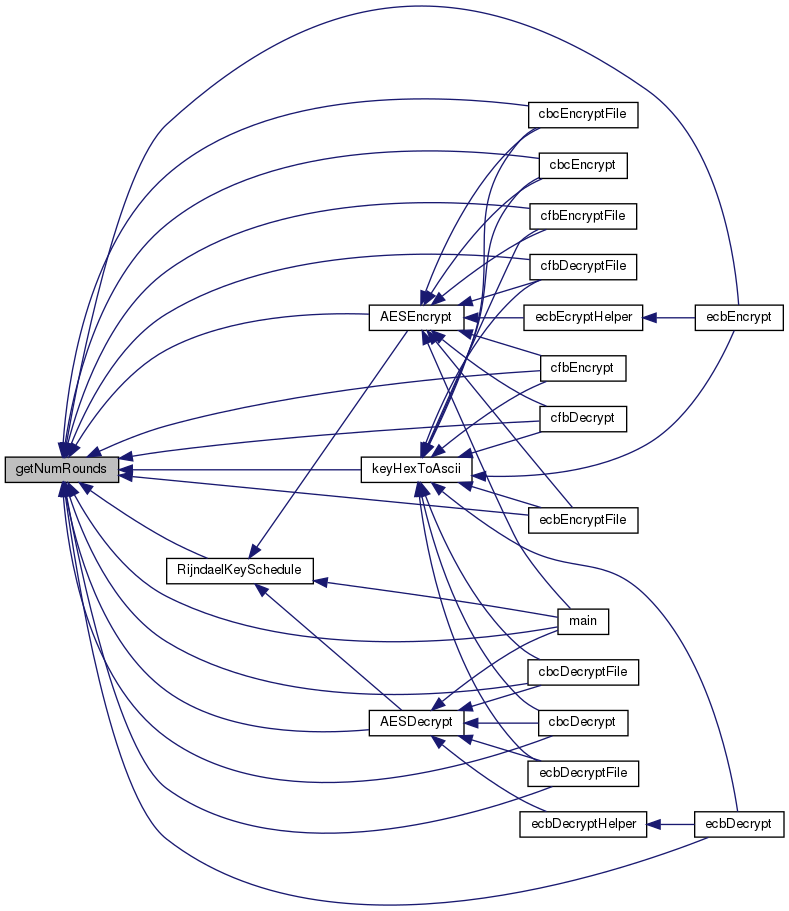 cbcEncryptFile
cbcEncrypt
cfbEncryptFile
cfbDecryptFile
AESEncrypt
ecbEcryptHelper
ecbEncrypt
cfbEncrypt
cfbDecrypt
getNumRounds
keyHexToAscii
ecbEncryptFile
RijndaelKeySchedule
main
cbcDecryptFile
AESDecrypt
cbcDecrypt
ecbDecryptFile
ecbDecryptHelper
ecbDecrypt